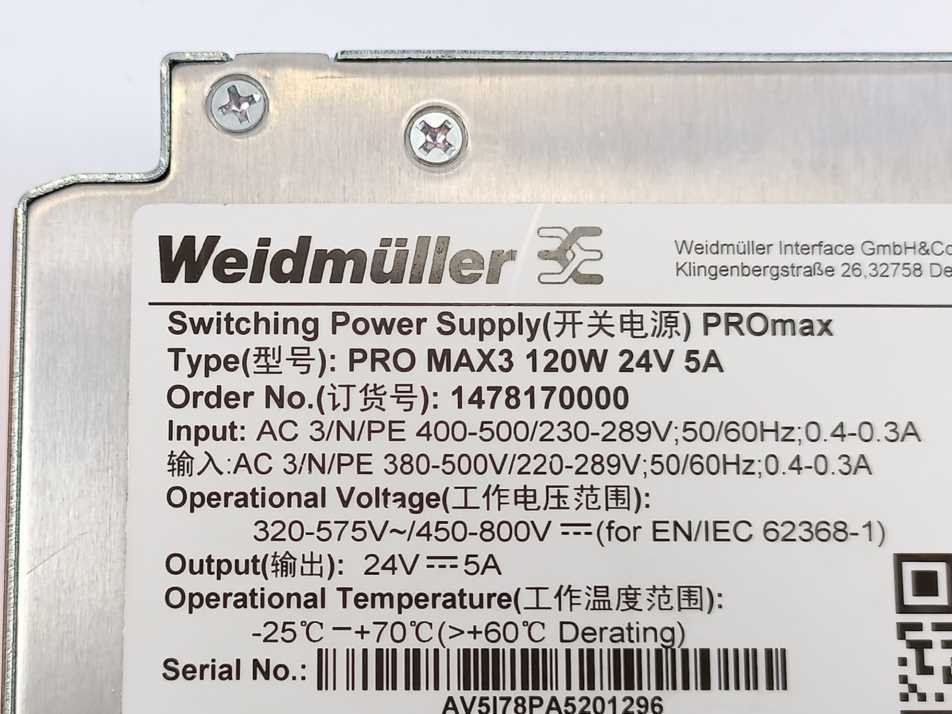 Weidmüller
Weidmüller Interface GmbH&Co
Klingenbergstraße 26,32758 De
Switching Power Supply(开关电源) PROmax
Type(型号): PRO MAX3 120W 24V 5A
Order No.(订货号): 1478170000
Input: AC 3/N/PE 400-500/230-289V;50/60Hz;0.4-0.3A
输入:AC 3/N/PE 380-500V/220-289V;50/60Hz;0.4-0.3A
Operational Voltage(工作电压范围):
320-575V~/450-800V ⎓(for EN/IEC 62368-1)
Output(输出): 24V ⎓ 5A
Operational Temperature(工作温度范围):
-25℃ –+70℃(>+60℃ Derating)
Serial No.:
AV5I78PA5201296